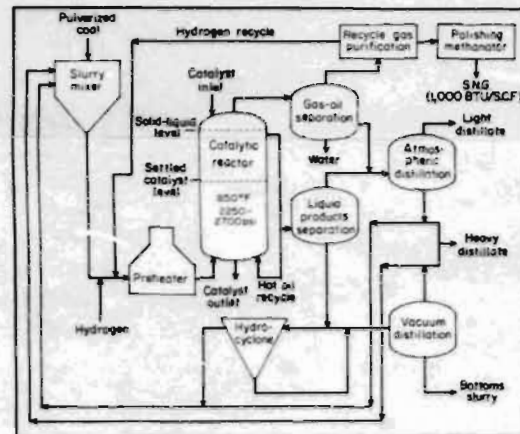 Pulverized
coal
Slurry
mixer
Hydrogen recycle
Recycle gas
purification
Polishing
methanator
S.N.G
(1,000 BTU/S.C.F)
Catalyst
inlet
Solid-liquid
level
Catalytic
reactor
Settled
catalyst
level
850°F
2250-
2700psi
Gas-oil
separation
Water
Light
distillate
Atmos-
pheric
distillation
Liquid
products
separation
Heavy
distillate
Preheater
Hydrogen
Catalyst
outlet
Hot oil
recycle
Hydro-
cyclone
Vacuum
distillation
Bottoms
slurry